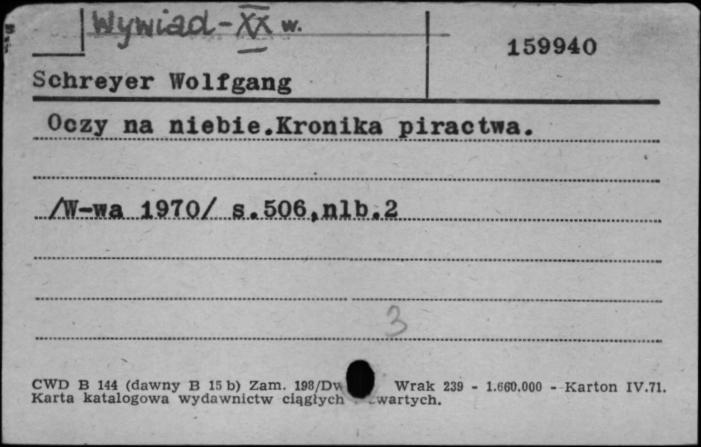 Wywiad - XX w.
159940
Schreyer Wolfgang
Oczy na niebie.Kronika piractwa.
/W-wa 1970/ s.506,nlb.2
3
CWD B 144 (dawny B 15 b) Zam. 198/Dw Wrak 239 - 1.660.000 - Karton IV.71.
Karta katalogowa wydawnictw ciągłych wartych.